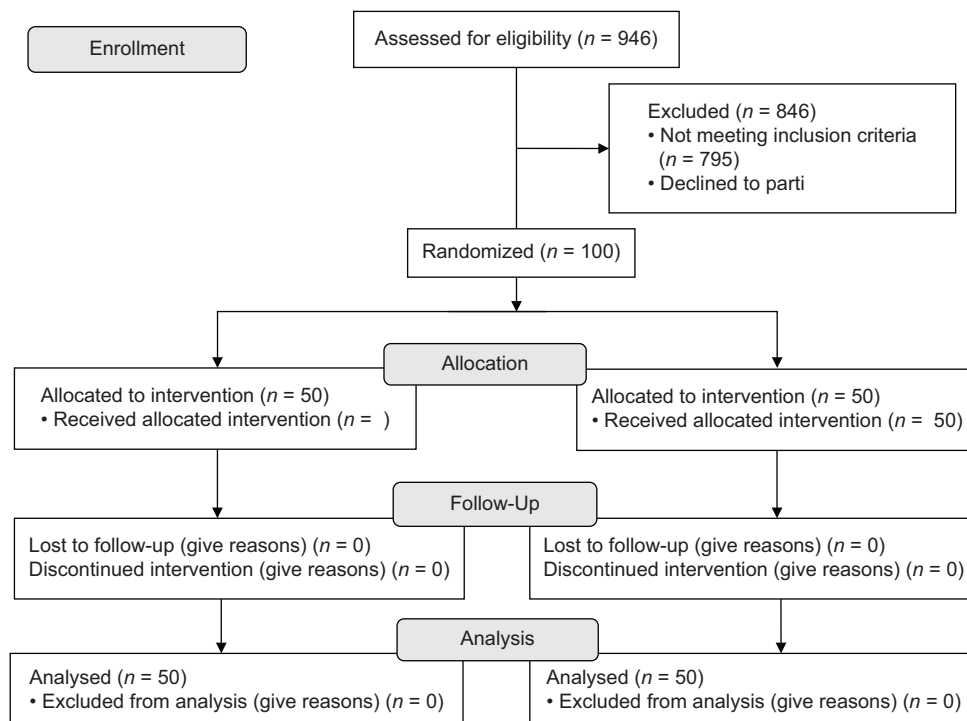 Enrollment
Assessed for eligibility (n = 946)
Excluded (n = 846)
• Not meeting inclusion criteria
(n = 795)
• Declined to parti
Randomized (n = 100)
Allocation
Allocated to intervention (n = 50)
• Received allocated intervention (n = )
Allocated to intervention (n = 50)
• Received allocated intervention (n = 50)
Follow-Up
Lost to follow-up (give reasons) (n = 0)
Discontinued intervention (give reasons) (n = 0)
Lost to follow-up (give reasons) (n = 0)
Discontinued intervention (give reasons) (n = 0)
Analysis
Analysed (n = 50)
• Excluded from analysis (give reasons) (n = 0)
Analysed (n = 50)
• Excluded from analysis (give reasons) (n = 0)